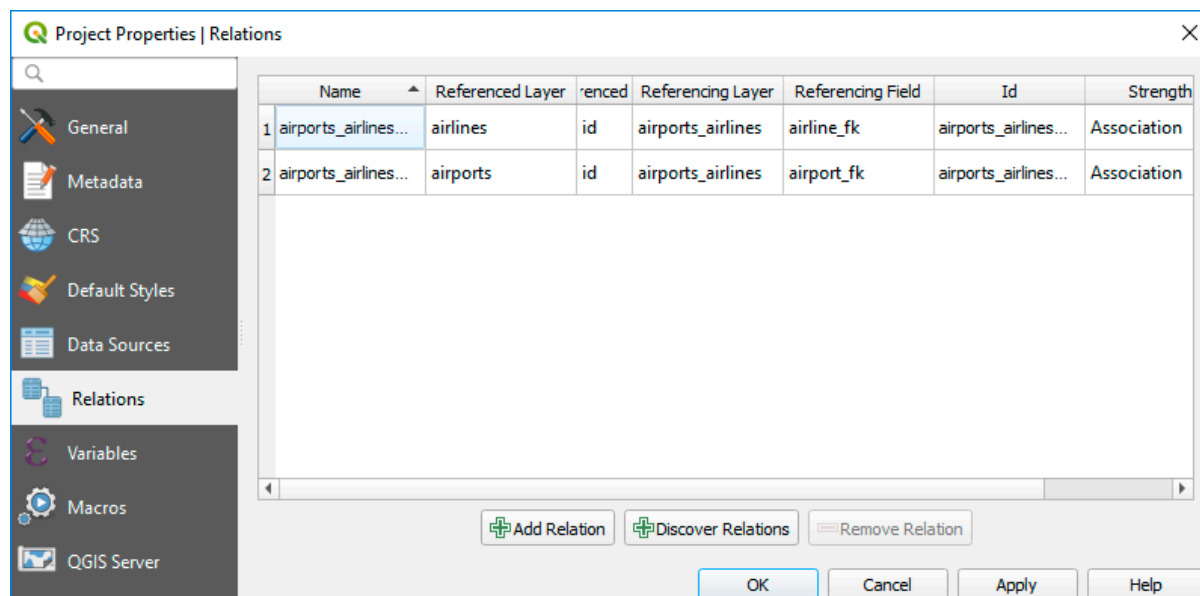 Project Properties | Relations
General
Metadata
CRS
Default Styles
Data Sources
Relations
Variables
Macros
QGIS Server
Name Referenced Layer renced Referencing Layer Referencing Field Id Strength
1 airports_airlines... airlines id airports_airlines airline_fk airports_airlines... Association
2 airports_airlines... airports id airports_airlines airport_fk airports_airlines... Association
Add Relation Discover Relations Remove Relation
OK Cancel Apply Help